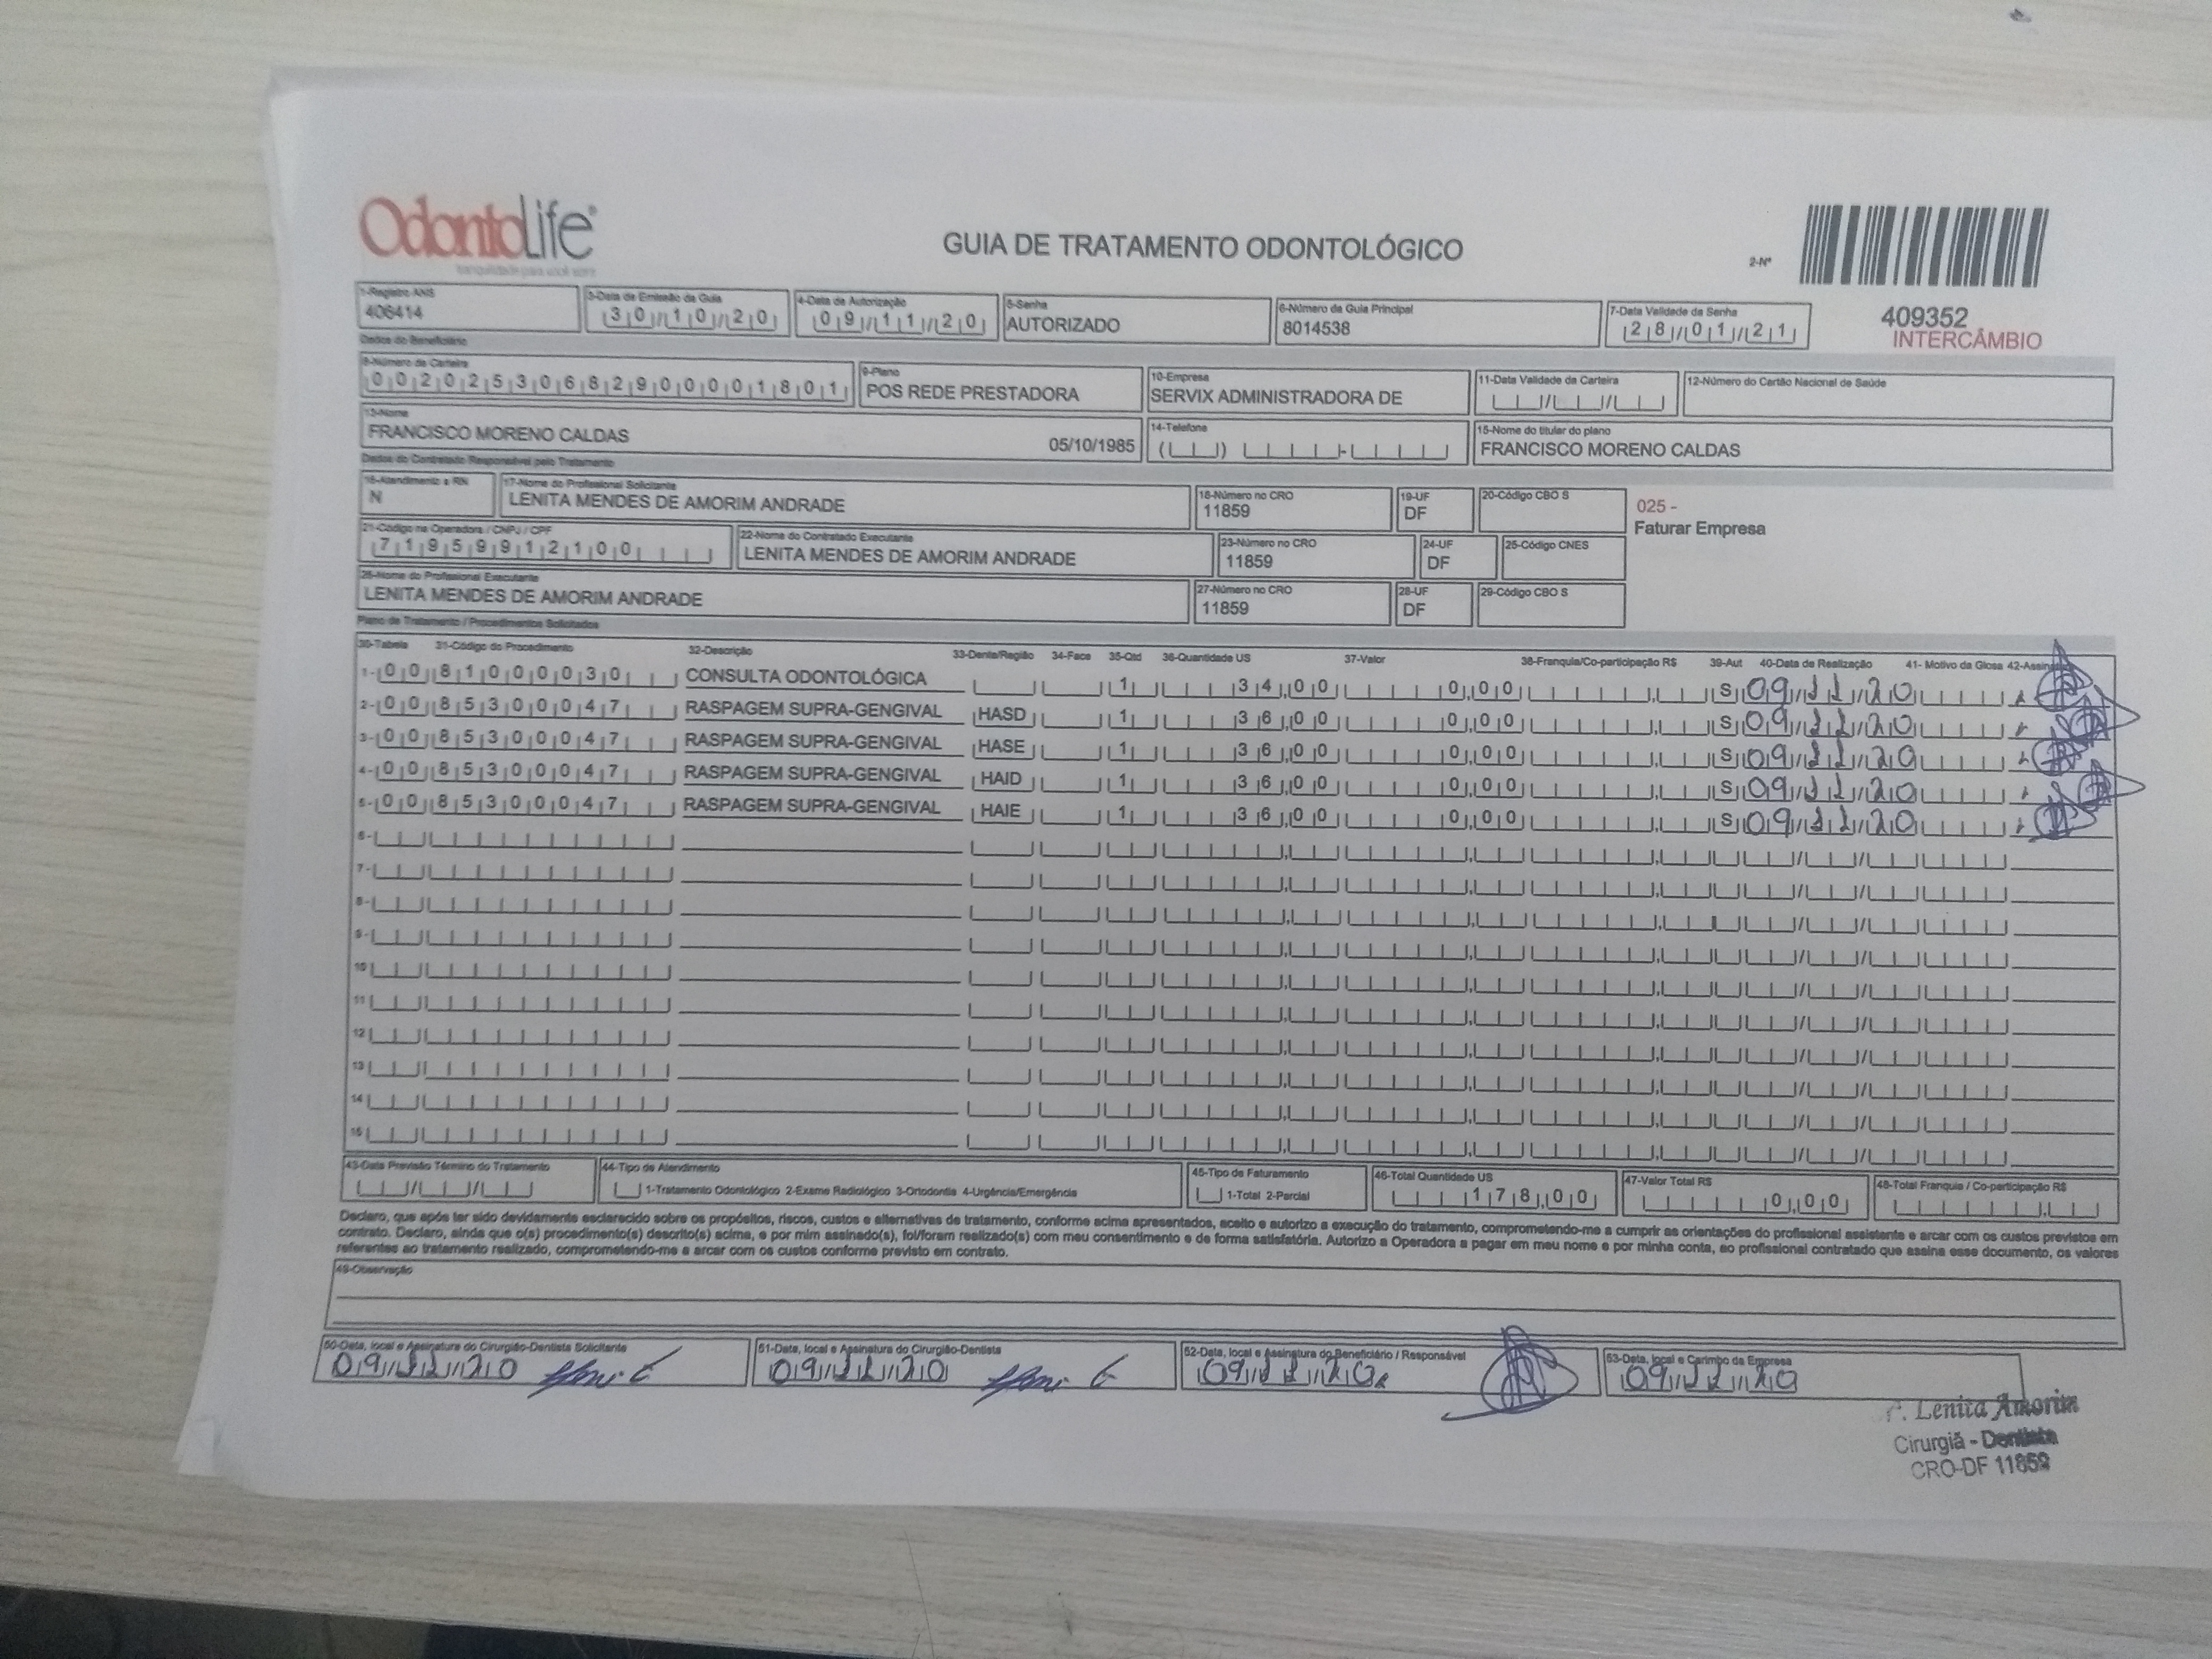 OdontoLife®
tranquilidade para você sorrir
GUIA DE TRATAMENTO ODONTOLÓGICO
2-Nº
409352
INTERCÂMBIO
1-Registro ANS
406414
3-Data de Emissão da Guia
30/10/20
4-Data de Autorização
09/11/20
5-Senha
AUTORIZADO
6-Número da Guia Principal
8014538
7-Data Validade da Senha
28/01/21
Dados do Beneficiário
8-Número da Carteira
00202530682900001801
9-Plano
POS REDE PRESTADORA
10-Empresa
SERVIX ADMINISTRADORA DE
11-Data Validade da Carteira
12-Número do Cartão Nacional de Saúde
13-Nome
FRANCISCO MORENO CALDAS 05/10/1985
14-Telefone
15-Nome do titular do plano
FRANCISCO MORENO CALDAS
Dados do Contratado Responsável pelo Tratamento
16-Atendimento a RN
N
17-Nome do Profissional Solicitante
LENITA MENDES DE AMORIM ANDRADE
18-Número no CRO
11859
19-UF
DF
20-Código CBO S
025 -
Faturar Empresa
21-Código na Operadora / CNPJ / CPF
71959912100
22-Nome do Contratado Executante
LENITA MENDES DE AMORIM ANDRADE
23-Número no CRO
11859
24-UF
DF
25-Código CNES
26-Nome do Profissional Executante
LENITA MENDES DE AMORIM ANDRADE
27-Número no CRO
11859
28-UF
DF
29-Código CBO S
Plano de Tratamento / Procedimentos Solicitados
30-Tabela 31-Código do Procedimento 32-Descrição 33-Dente/Região 34-Face 35-Qtd 36-Quantidade US 37-Valor 38-Franquia/Co-participação R$ 39-Aut 40-Data de Realização 41- Motivo da Glosa 42-Assin
1- 00 81000030 CONSULTA ODONTOLÓGICA 1 34,00 0,00 S 09/11/20
2- 00 85300047 RASPAGEM SUPRA-GENGIVAL HASD 1 36,00 0,00 S 09/11/20
3- 00 85300047 RASPAGEM SUPRA-GENGIVAL HASE 1 36,00 0,00 S 09/11/20
4- 00 85300047 RASPAGEM SUPRA-GENGIVAL HAID 1 36,00 0,00 S 09/11/20
5- 00 85300047 RASPAGEM SUPRA-GENGIVAL HAIE 1 36,00 0,00 S 09/11/20
6-
7-
8-
9-
10
11
12
13
14
15
43-Data Previsão Término do Tratamento
44-Tipo de Atendimento
1-Tratamento Odontológico 2-Exame Radiológico 3-Ortodontia 4-Urgência/Emergência
45-Tipo de Faturamento
1-Total 2-Parcial
46-Total Quantidade US
178,00
47-Valor Total R$
0,00
48-Total Franquia / Co-participação R$
Declaro, que após ter sido devidamente esclarecido sobre os propósitos, riscos, custos e alternativas de tratamento, conforme acima apresentados, aceito e autorizo a execução do tratamento, comprometendo-me a cumprir as orientações do profissional assistente e arcar com os custos previstos em
contrato. Declaro, ainda que o(s) procedimento(s) descrito(s) acima, e por mim assinado(s), foi/foram realizado(s) com meu consentimento e de forma satisfatória. Autorizo a Operadora a pagar em meu nome e por minha conta, ao profissional contratado que assina esse documento, os valores
referentes ao tratamento realizado, comprometendo-me a arcar com os custos conforme previsto em contrato.
49-Observação
50-Data, local e Assinatura do Cirurgião-Dentista Solicitante
09/11/20
51-Data, local e Assinatura do Cirurgião-Dentista
09/11/20
52-Data, local e Assinatura do Beneficiário / Responsável
09/11/20
53-Data, local e Carimbo da Empresa
09/11/20
Lenita Amorim
Cirurgiã - Dentista
CRO-DF 11859